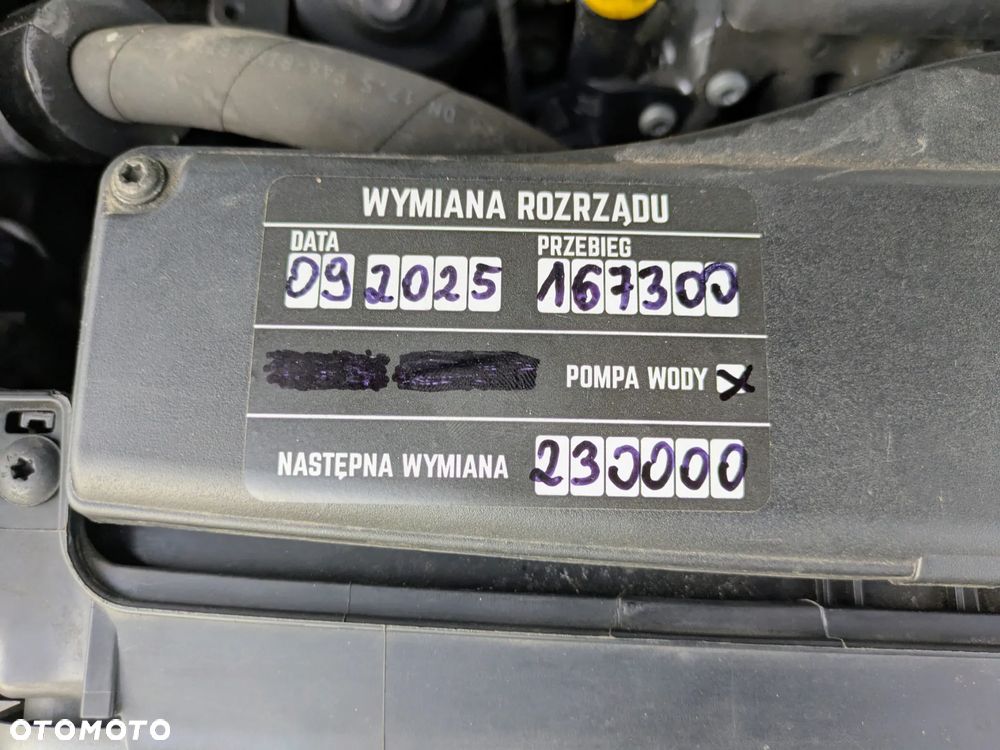 WYMIANA ROZRZĄDU
DATA PRZEBIEG
09 2025 167300
POMPA WODY X
NASTĘPNA WYMIANA 230000
OTOMOTO